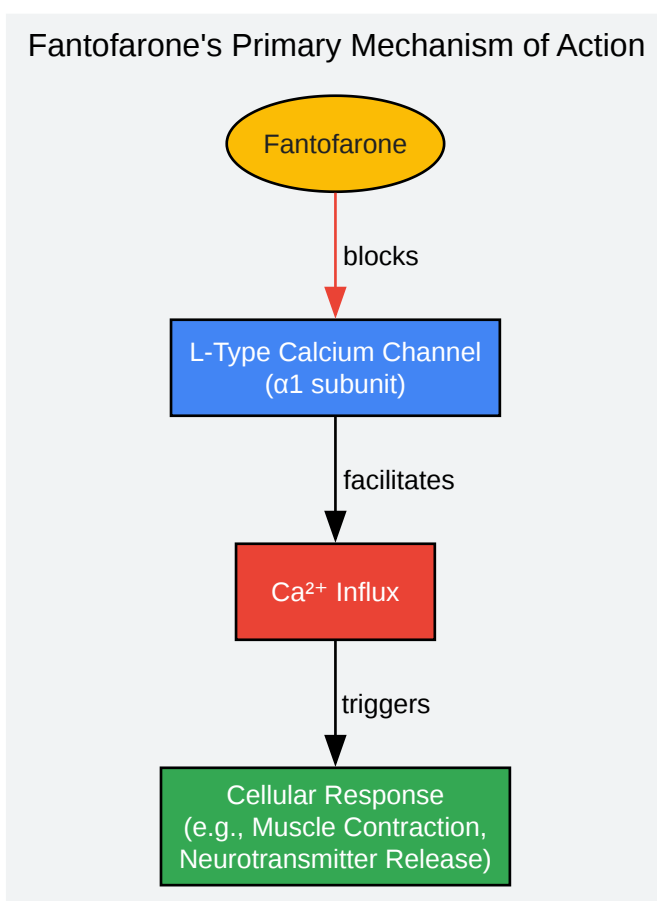 Fantofarone's Primary Mechanism of Action
Fantofarone
blocks
L-Type Calcium Channel
(α1 subunit)
facilitates
Ca²⁺ Influx
triggers
Cellular Response
(e.g., Muscle Contraction,
Neurotransmitter Release)